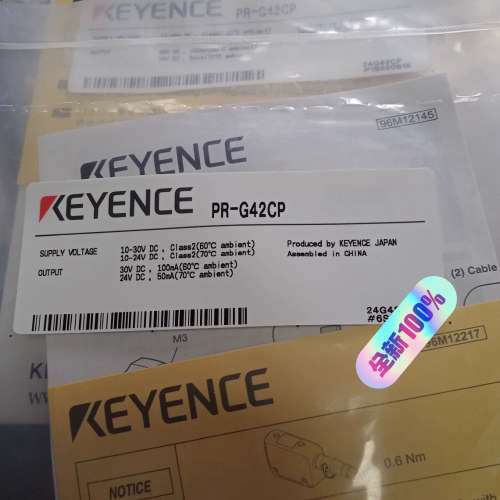 KEYENCE
96M12145
KEYENCE
KEYENCE PR-G42CP
SUPPLY VOLTAGE 10-30V DC , Class2(60℃ ambient)
10-24V DC , Class2(70℃ ambient)
OUTPUT 30V DC , 100mA(60℃ ambient)
24V DC , 50mA(70℃ ambient)
Produced by KEYENCE JAPAN
Assembled in CHINA
(2) Cable
全新100%
M3
96M12217
KEYENCE
0.6 Nm
NOTICE